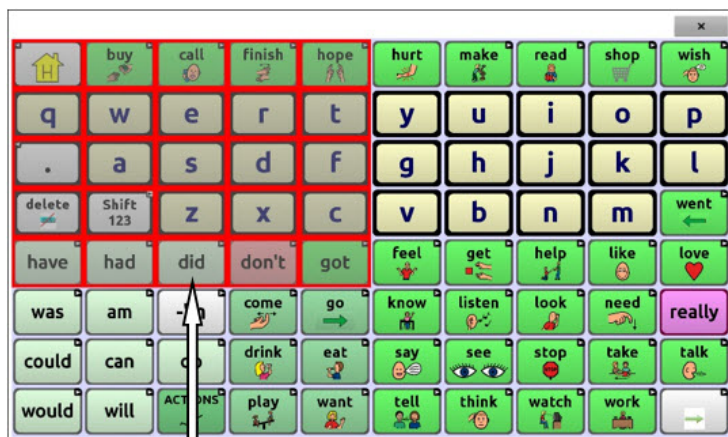 ×
buy call finish hope hurt make read shop wish
q w e r t y u i o p
. a s d f g h j k l
delete Shift 123 z x c v b n m went
have had did don't got feel get help like love
was am come go know listen look need really
could can drink eat say see stop take talk
would will ACTIONS play want tell think watch work